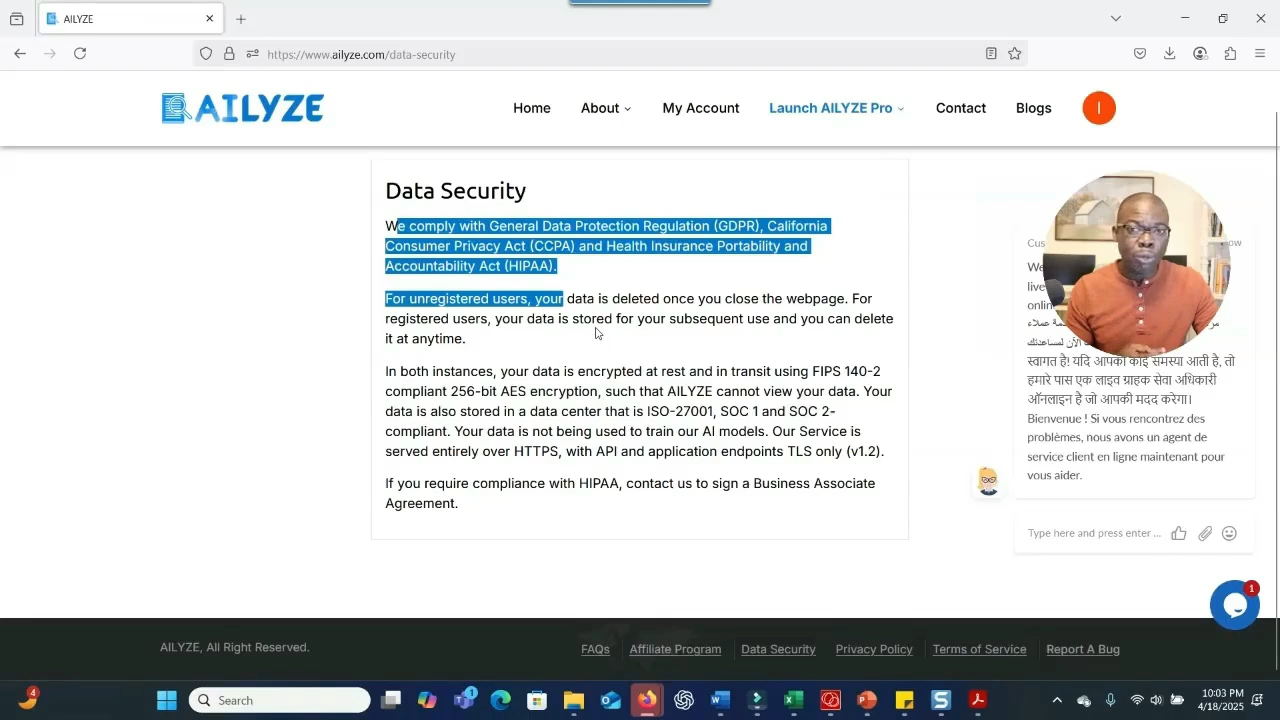 AILYZE
https://www.ailyze.com/data-security
AILYZE
Home
About
My Account
Launch AILYZE Pro
Contact
Blogs
I
Data Security
We comply with General Data Protection Regulation (GDPR), California
Consumer Privacy Act (CCPA) and Health Insurance Portability and
Accountability Act (HIPAA).
For unregistered users, your data is deleted once you close the webpage. For
registered users, your data is stored for your subsequent use and you can delete
it at anytime.
In both instances, your data is encrypted at rest and in transit using FIPS 140-2
compliant 256-bit AES encryption, such that AILYZE cannot view your data. Your
data is also stored in a data center that is ISO-27001, SOC 1 and SOC 2-
compliant. Your data is not being used to train our AI models. Our Service is
served entirely over HTTPS, with API and application endpoints TLS only (v1.2).
If you require compliance with HIPAA, contact us to sign a Business Associate
Agreement.
स्वागत है! यदि आपको कोई समस्या आती है, तो
हमारे पास एक लाइव ग्राहक सेवा अधिकारी
ऑनलाइन है जो आपकी मदद करेगा।
Bienvenue ! Si vous rencontrez des
problèmes, nous avons un agent de
service client en ligne maintenant pour
vous aider.
Type here and press enter ...
1
AILYZE, All Right Reserved.
FAQs
Affiliate Program
Data Security
Privacy Policy
Terms of Service
Report A Bug
4
Search
1
10:03 PM
4/18/2025